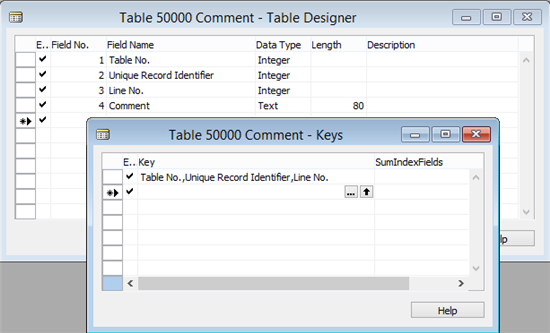 Table 50000 Comment - Table Designer
E.. Field No. Field Name Data Type Length Description
1 Table No. Integer
2 Unique Record Identifier Integer
3 Line No. Integer
4 Comment Text 80
Table 50000 Comment - Keys
E.. Key SumIndexFields
Table No.,Unique Record Identifier,Line No.
...
lp
Help